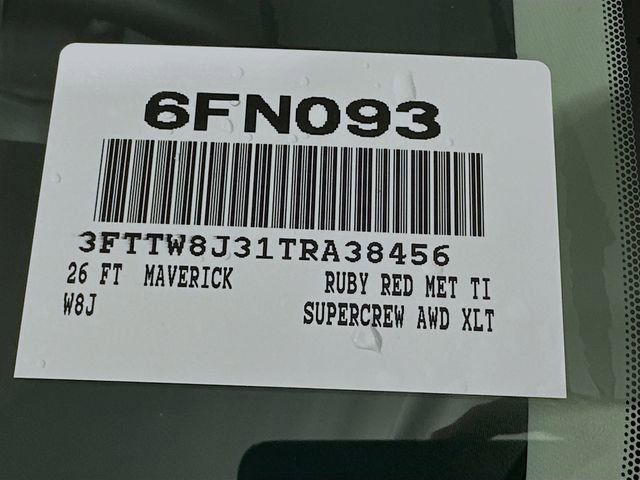 6FN093
3FTTW8J31TRA38456
26 FT MAVERICK RUBY RED MET TI
W8J SUPERCREW AWD XLT